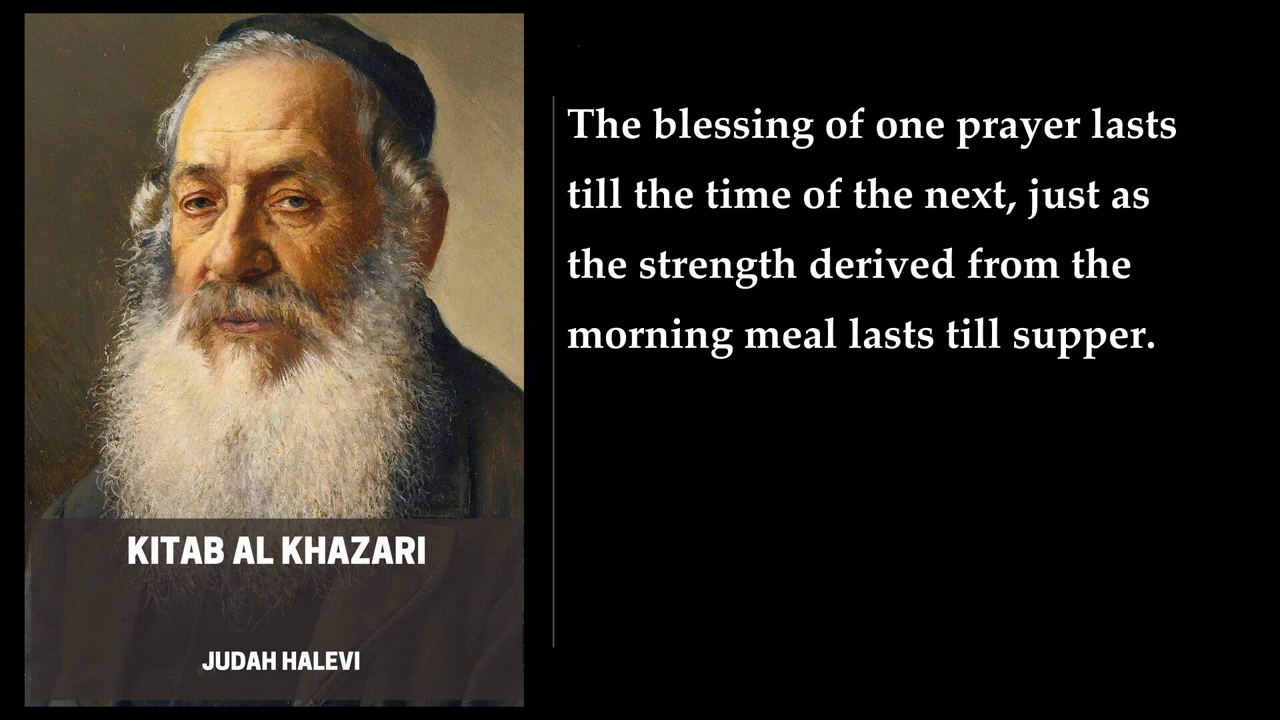 The blessing of one prayer lasts
till the time of the next, just as
the strength derived from the
morning meal lasts till supper.
KITAB AL KHAZARI
JUDAH HALEVI